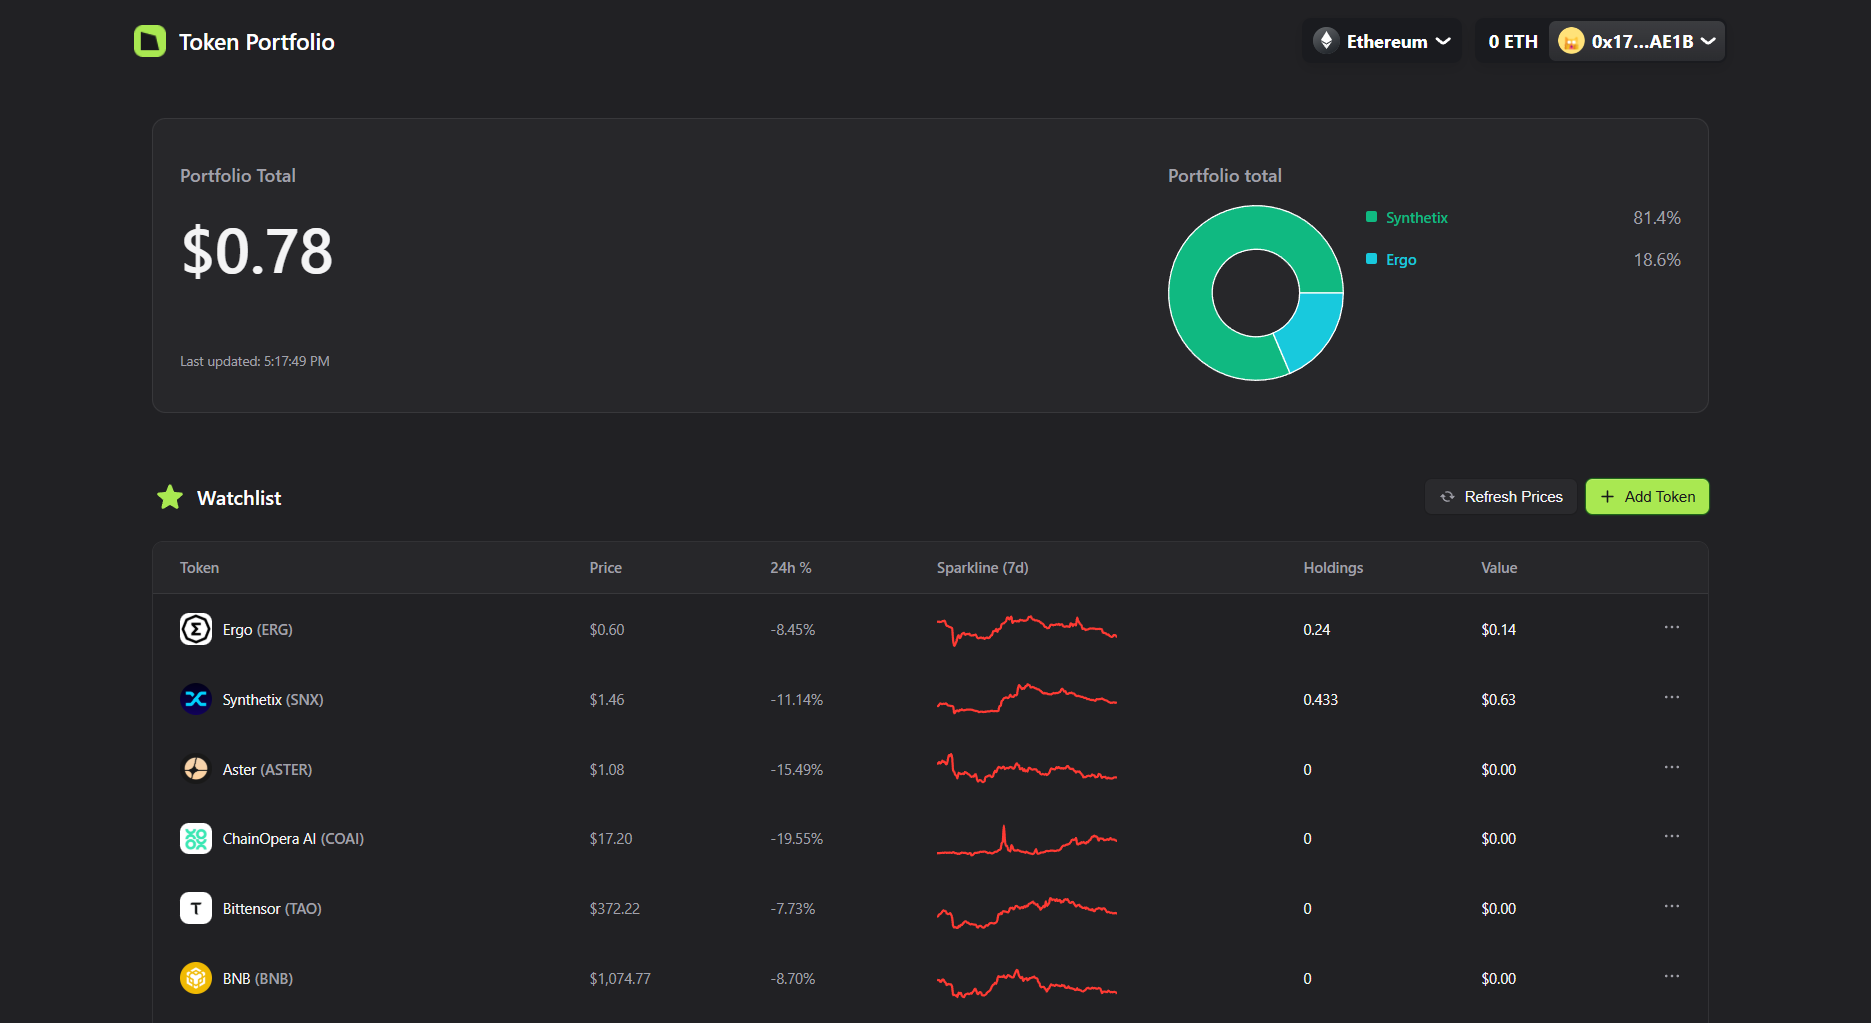 Token Portfolio
Ethereum
0 ETH
0x17...AE1B
Portfolio Total
$0.78
Last updated: 5:17:49 PM
Portfolio total
Synthetix 81.4%
Ergo 18.6%
Watchlist
Refresh Prices
+ Add Token
Token Price 24h % Sparkline (7d) Holdings Value
Ergo (ERG) $0.60 -8.45% 0.24 $0.14 ...
Synthetix (SNX) $1.46 -11.14% 0.433 $0.63 ...
Aster (ASTER) $1.08 -15.49% 0 $0.00 ...
ChainOpera AI (COAI) $17.20 -19.55% 0 $0.00 ...
T Bittensor (TAO) $372.22 -7.73% 0 $0.00 ...
BNB (BNB) $1,074.77 -8.70% 0 $0.00 ...